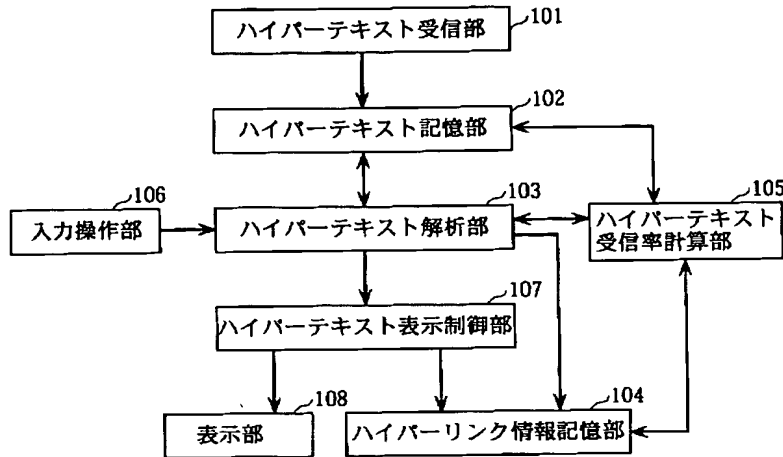 ハイパーテキスト受信部
101
ハイパーテキスト記憶部
102
106
入力操作部
ハイパーテキスト解析部
103
105
ハイパーテキスト
受信率計算部
107
ハイパーテキスト表示制御部
108
表示部
104
ハイパーリンク情報記憶部